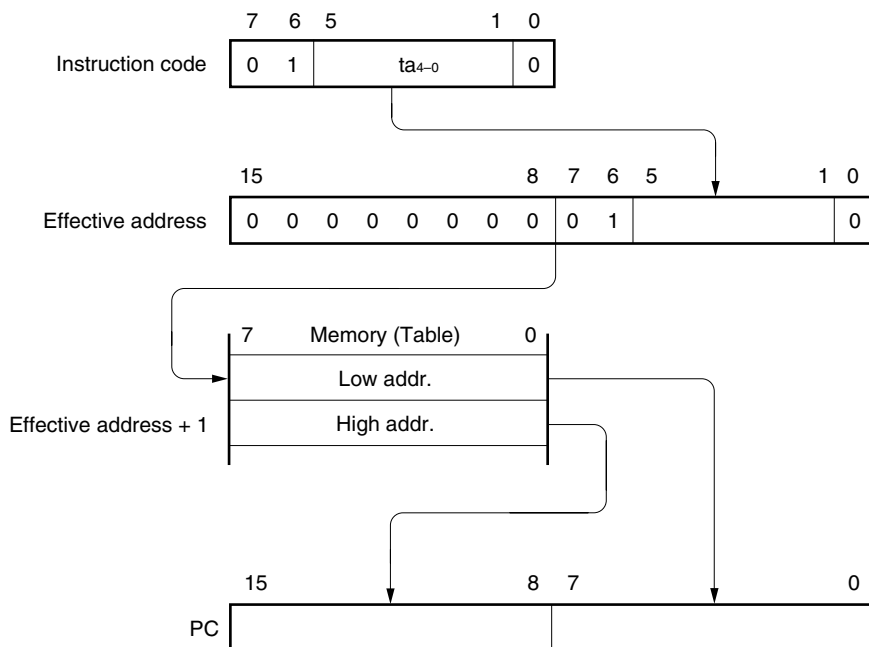 7 6 5 1 0
Instruction code 0 1 ta4–0 0
15 8 7 6 5 1 0
Effective address 0 0 0 0 0 0 0 0 0 1 0
7 Memory (Table) 0
Low addr.
Effective address + 1 High addr.
15 8 7 0
PC